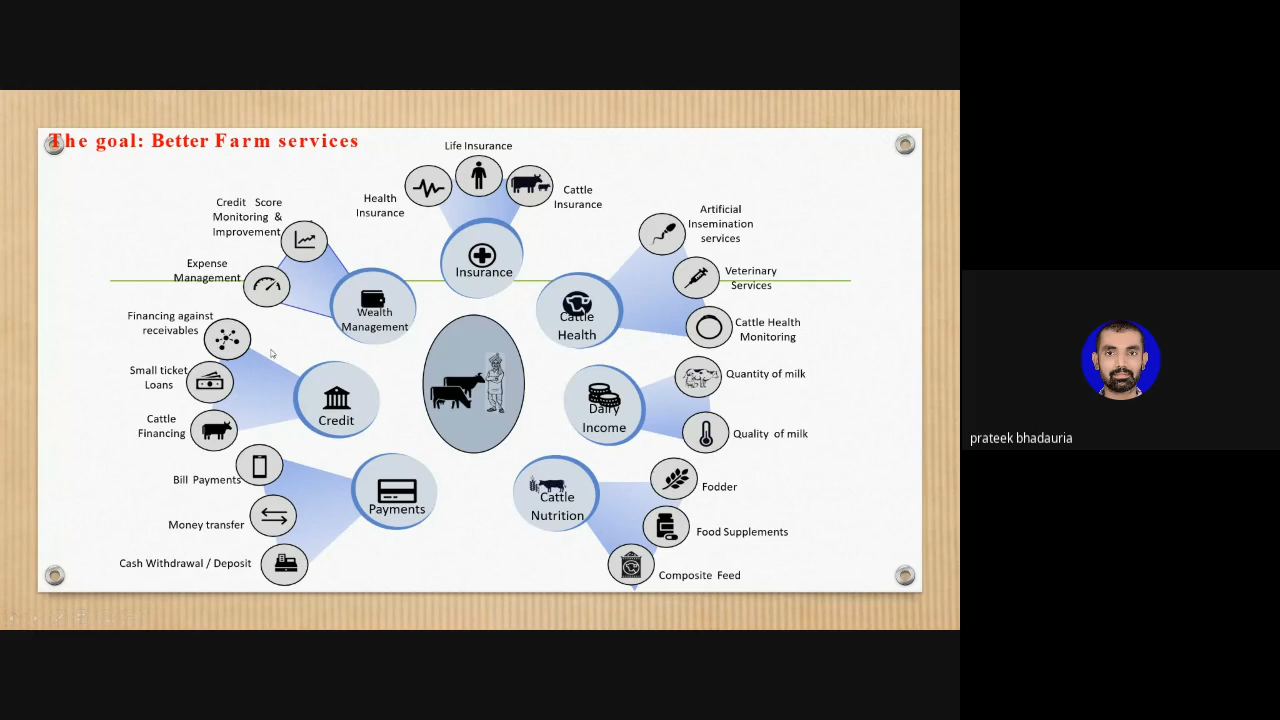 The goal: Better Farm services
Life Insurance
Health
Insurance
Cattle
Insurance
Insurance
Credit Score
Monitoring &
Improvement
Expense
Management
Wealth
Management
Artificial
Insemination
services
Veterinary
Services
Cattle Health
Monitoring
Cattle
Health
Financing against
receivables
Small ticket
Loans
Cattle
Financing
Credit
Quantity of milk
Quality of milk
Dairy
Income
Bill Payments
Money transfer
Cash Withdrawal / Deposit
Payments
Cattle
Nutrition
Fodder
Food Supplements
Composite Feed
prateek bhadauria